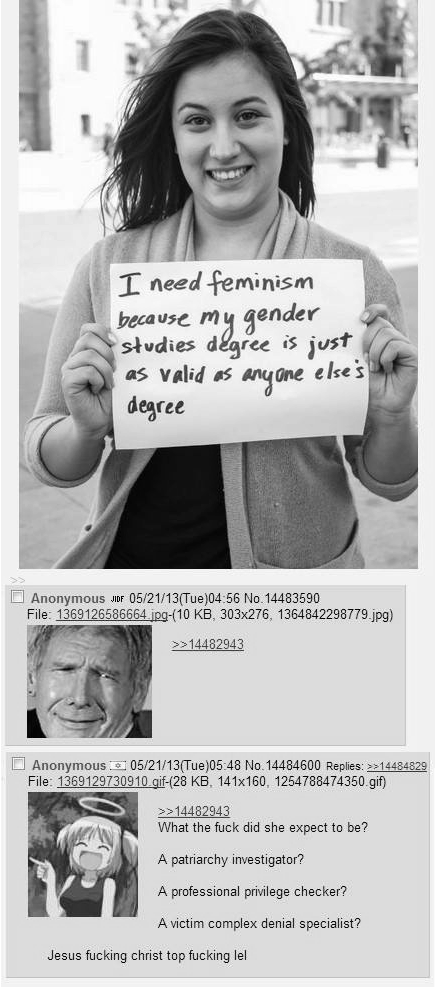 I need feminism
because my gender
studies degree is just
as valid as anyone else's
degree
>>
Anonymous JIDF 05/21/13(Tue)04:56 No.14483590
File: 1369126586664.jpg-(10 KB, 303x276, 1364842298779.jpg)
>>14482943
Anonymous 05/21/13(Tue)05:48 No.14484600 Replies: >>14484829
File: 1369129730910.gif-(28 KB, 141x160, 1254788474350.gif)
>>14482943
What the fuck did she expect to be?
A patriarchy investigator?
A professional privilege checker?
A victim complex denial specialist?
Jesus fucking christ top fucking lel